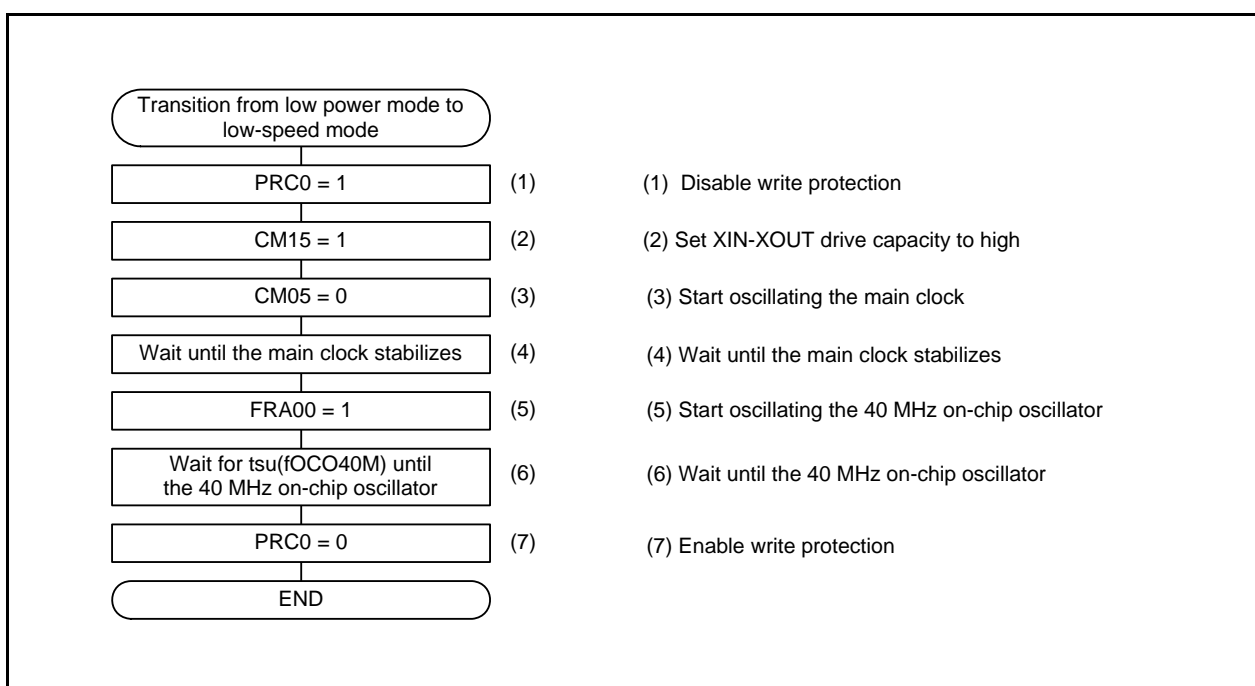 Transition from low power mode to
low-speed mode
PRC0 = 1 (1) (1) Disable write protection
CM15 = 1 (2) (2) Set XIN-XOUT drive capacity to high
CM05 = 0 (3) (3) Start oscillating the main clock
Wait until the main clock stabilizes (4) (4) Wait until the main clock stabilizes
FRA00 = 1 (5) (5) Start oscillating the 40 MHz on-chip oscillator
Wait for tsu(fOCO40M) until
the 40 MHz on-chip oscillator (6) (6) Wait until the 40 MHz on-chip oscillator
PRC0 = 0 (7) (7) Enable write protection
END